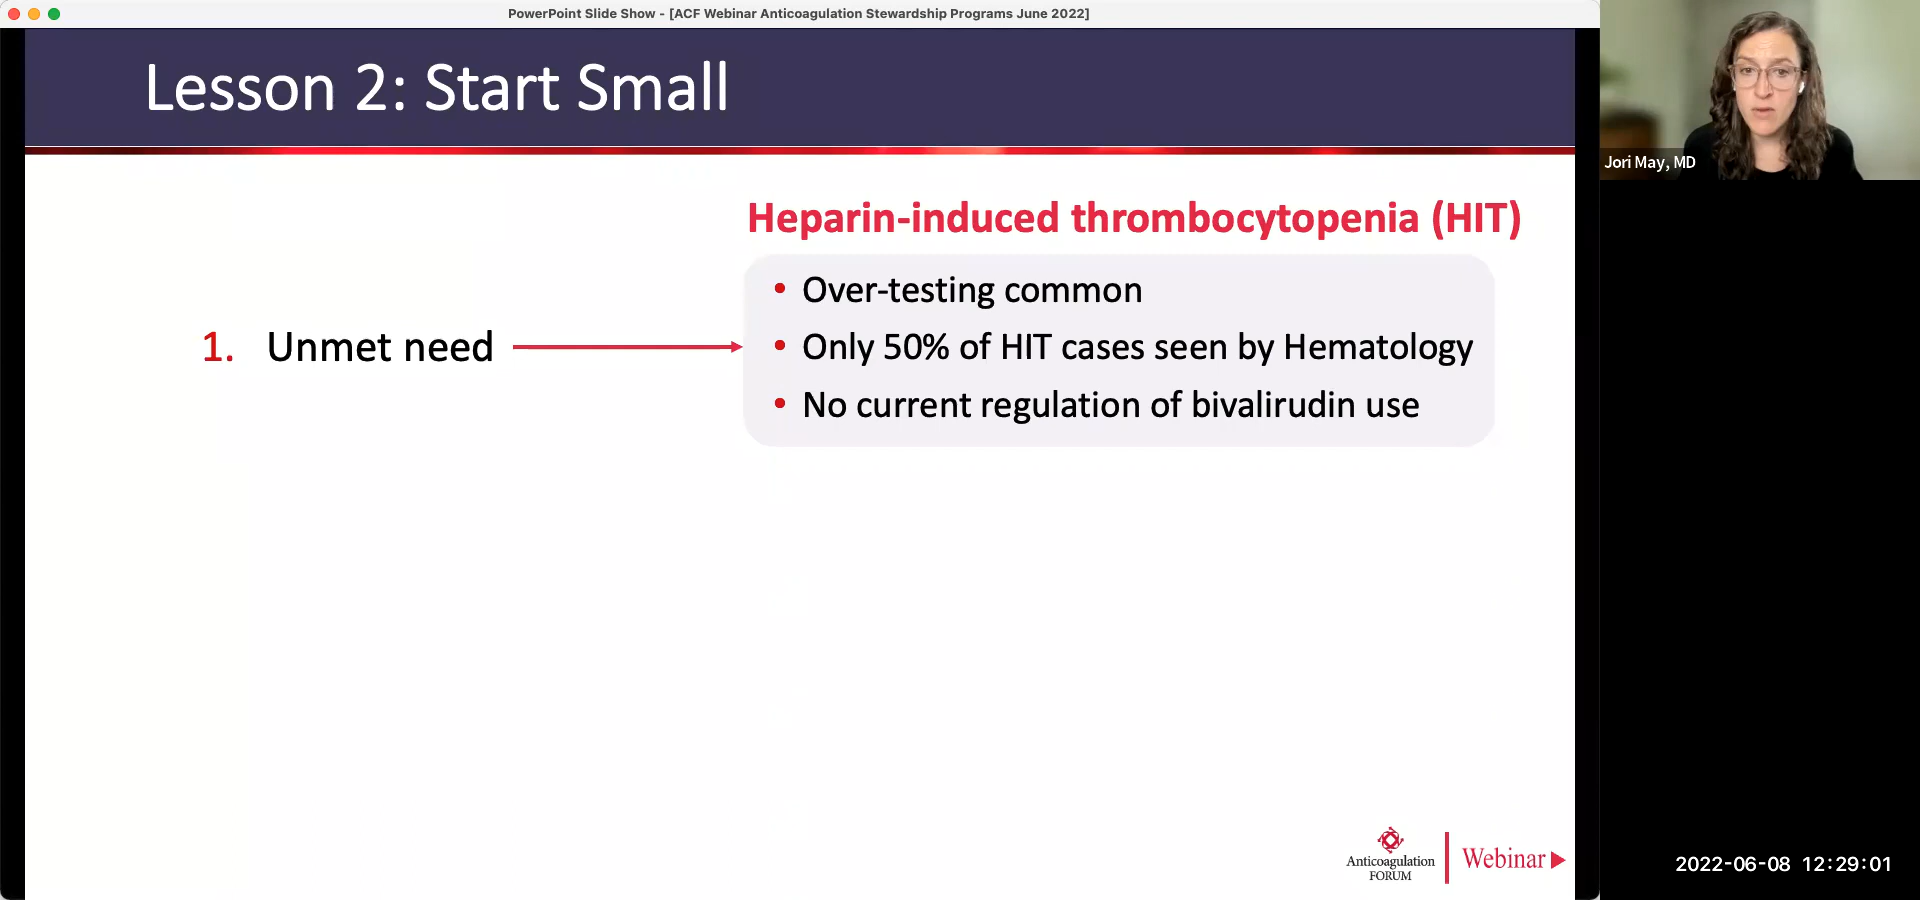 PowerPoint Slide Show - [ACF Webinar Anticoagulation Stewardship Programs June 2022]
Lesson 2: Start Small
Jori May, MD
Heparin-induced thrombocytopenia (HIT)
• Over-testing common
1. Unmet need
• Only 50% of HIT cases seen by Hematology
• No current regulation of bivalirudin use
Anticoagulation
FORUM
Webinar
2022-06-08 12:29:01